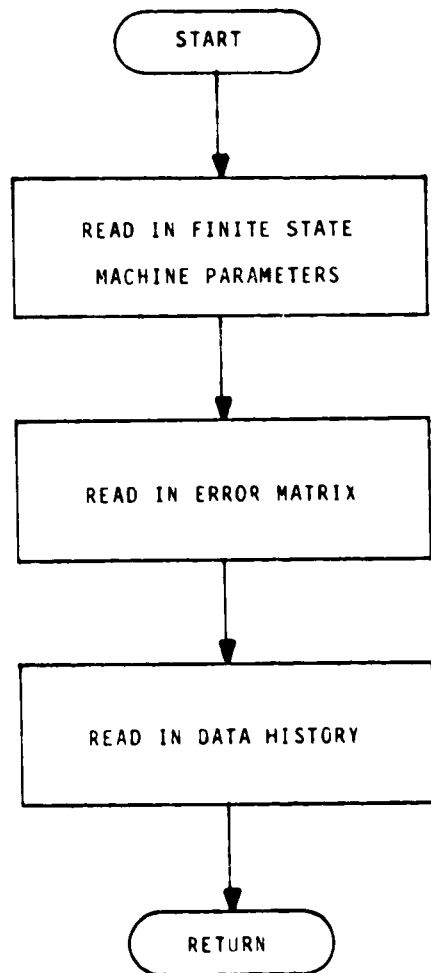 START
READ IN FINITE STATE
MACHINE PARAMETERS
READ IN ERROR MATRIX
READ IN DATA HISTORY
RETURN